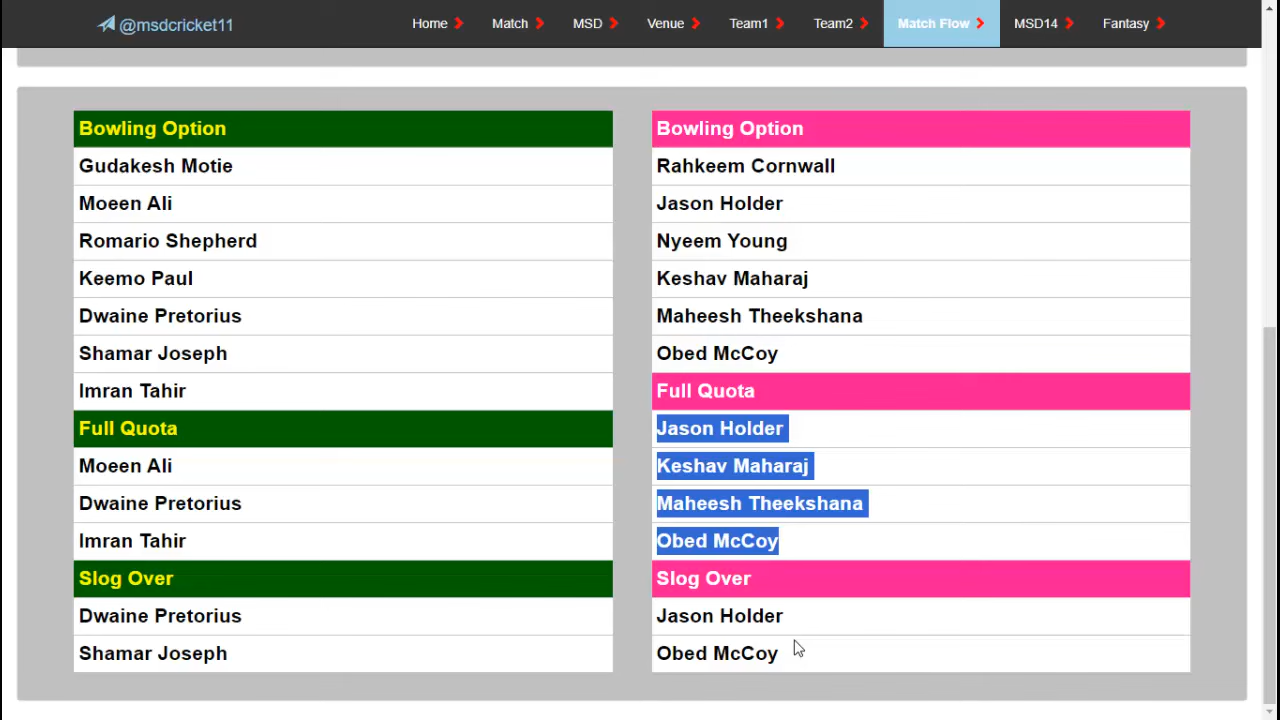 @msdcricket11
Home Match MSD Venue Team1 Team2 Match Flow MSD14 Fantasy
Bowling Option
Gudakesh Motie
Moeen Ali
Romario Shepherd
Keemo Paul
Dwaine Pretorius
Shamar Joseph
Imran Tahir
Full Quota
Moeen Ali
Dwaine Pretorius
Imran Tahir
Slog Over
Dwaine Pretorius
Shamar Joseph
Bowling Option
Rahkeem Cornwall
Jason Holder
Nyeem Young
Keshav Maharaj
Maheesh Theekshana
Obed McCoy
Full Quota
Jason Holder
Keshav Maharaj
Maheesh Theekshana
Obed McCoy
Slog Over
Jason Holder
Obed McCoy